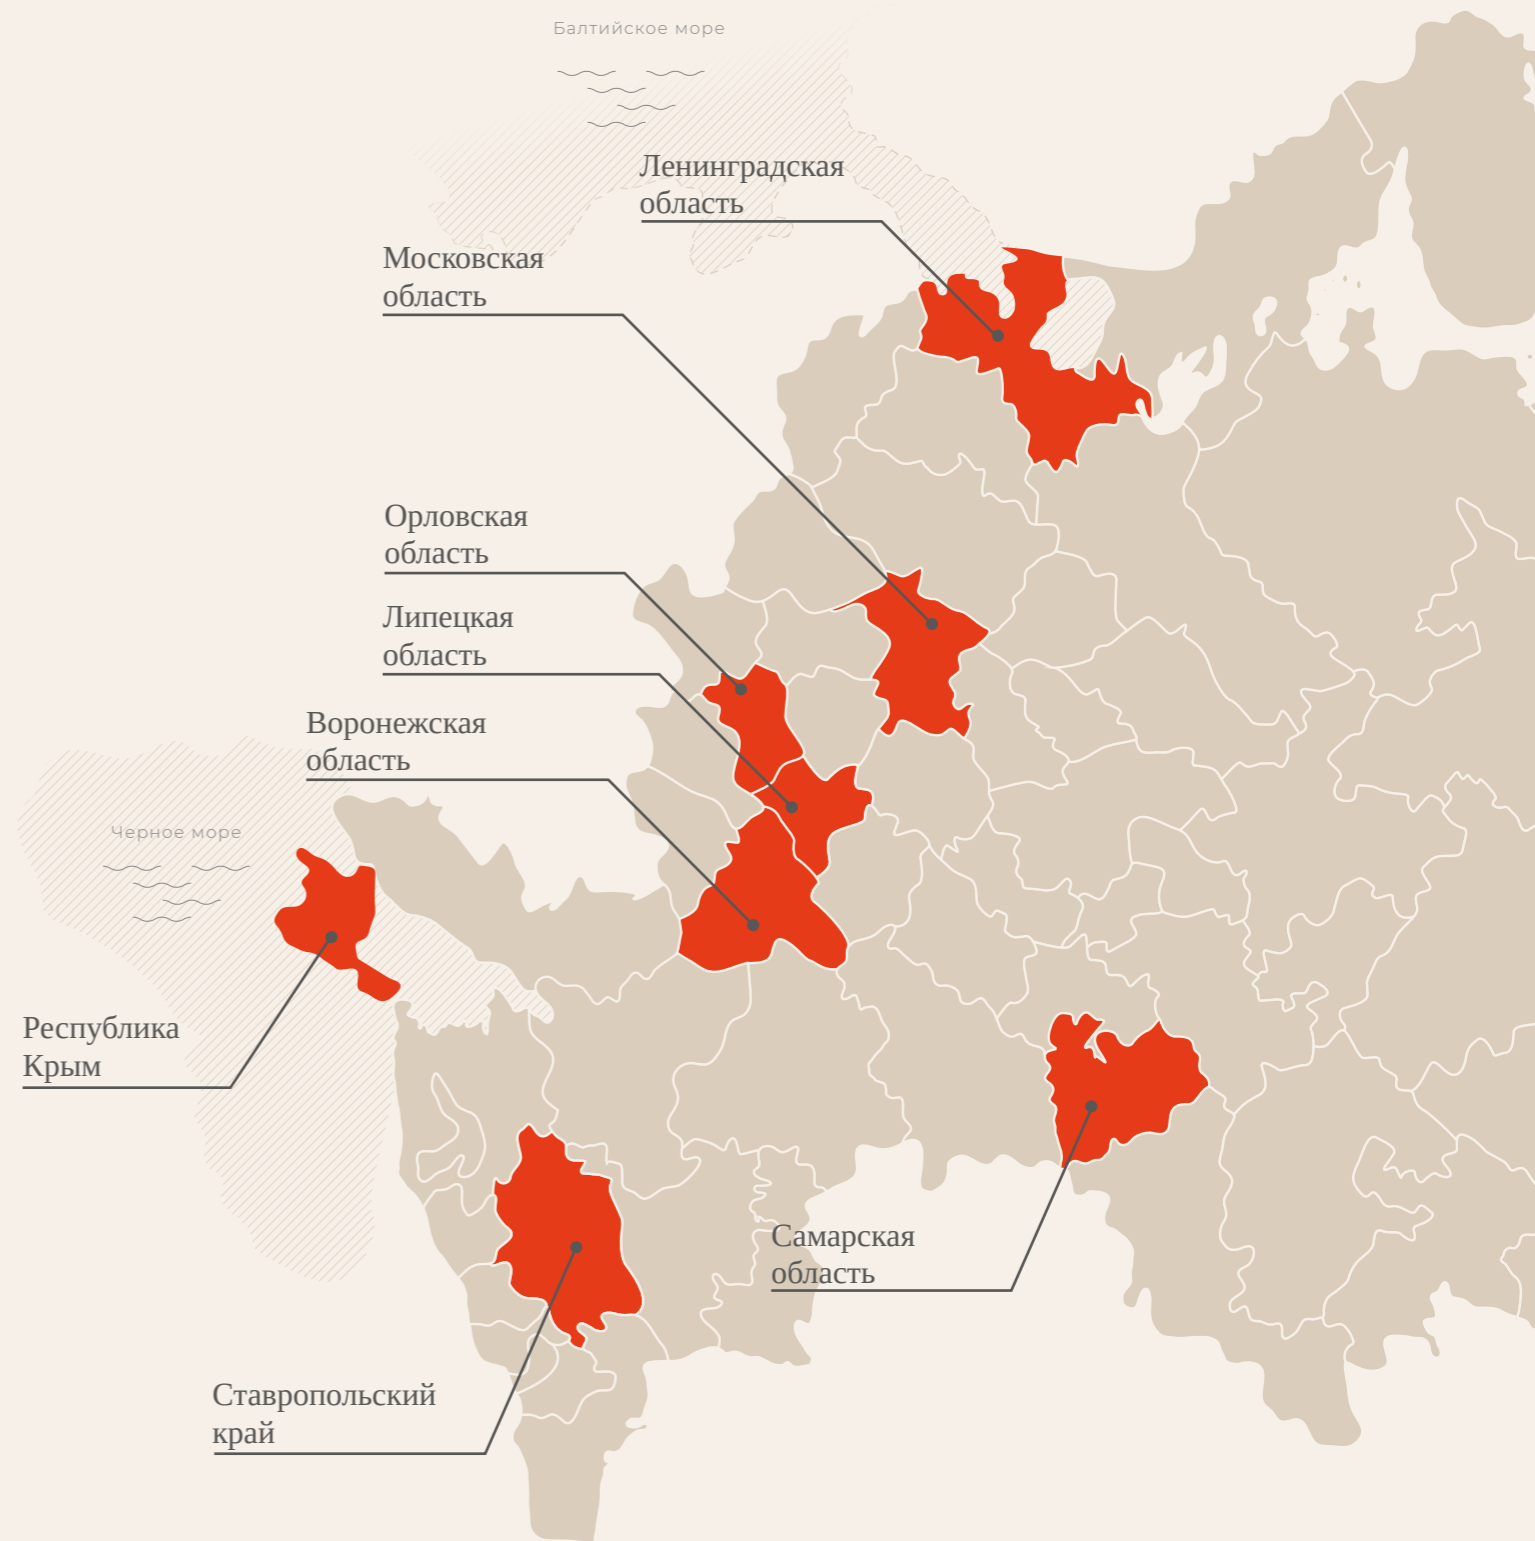 Балтийское море
Ленинградская
область
Московская
область
Орловская
область
Липецкая
область
Воронежская
область
Черное море
Республика
Крым
Самарская
область
Ставропольский
край